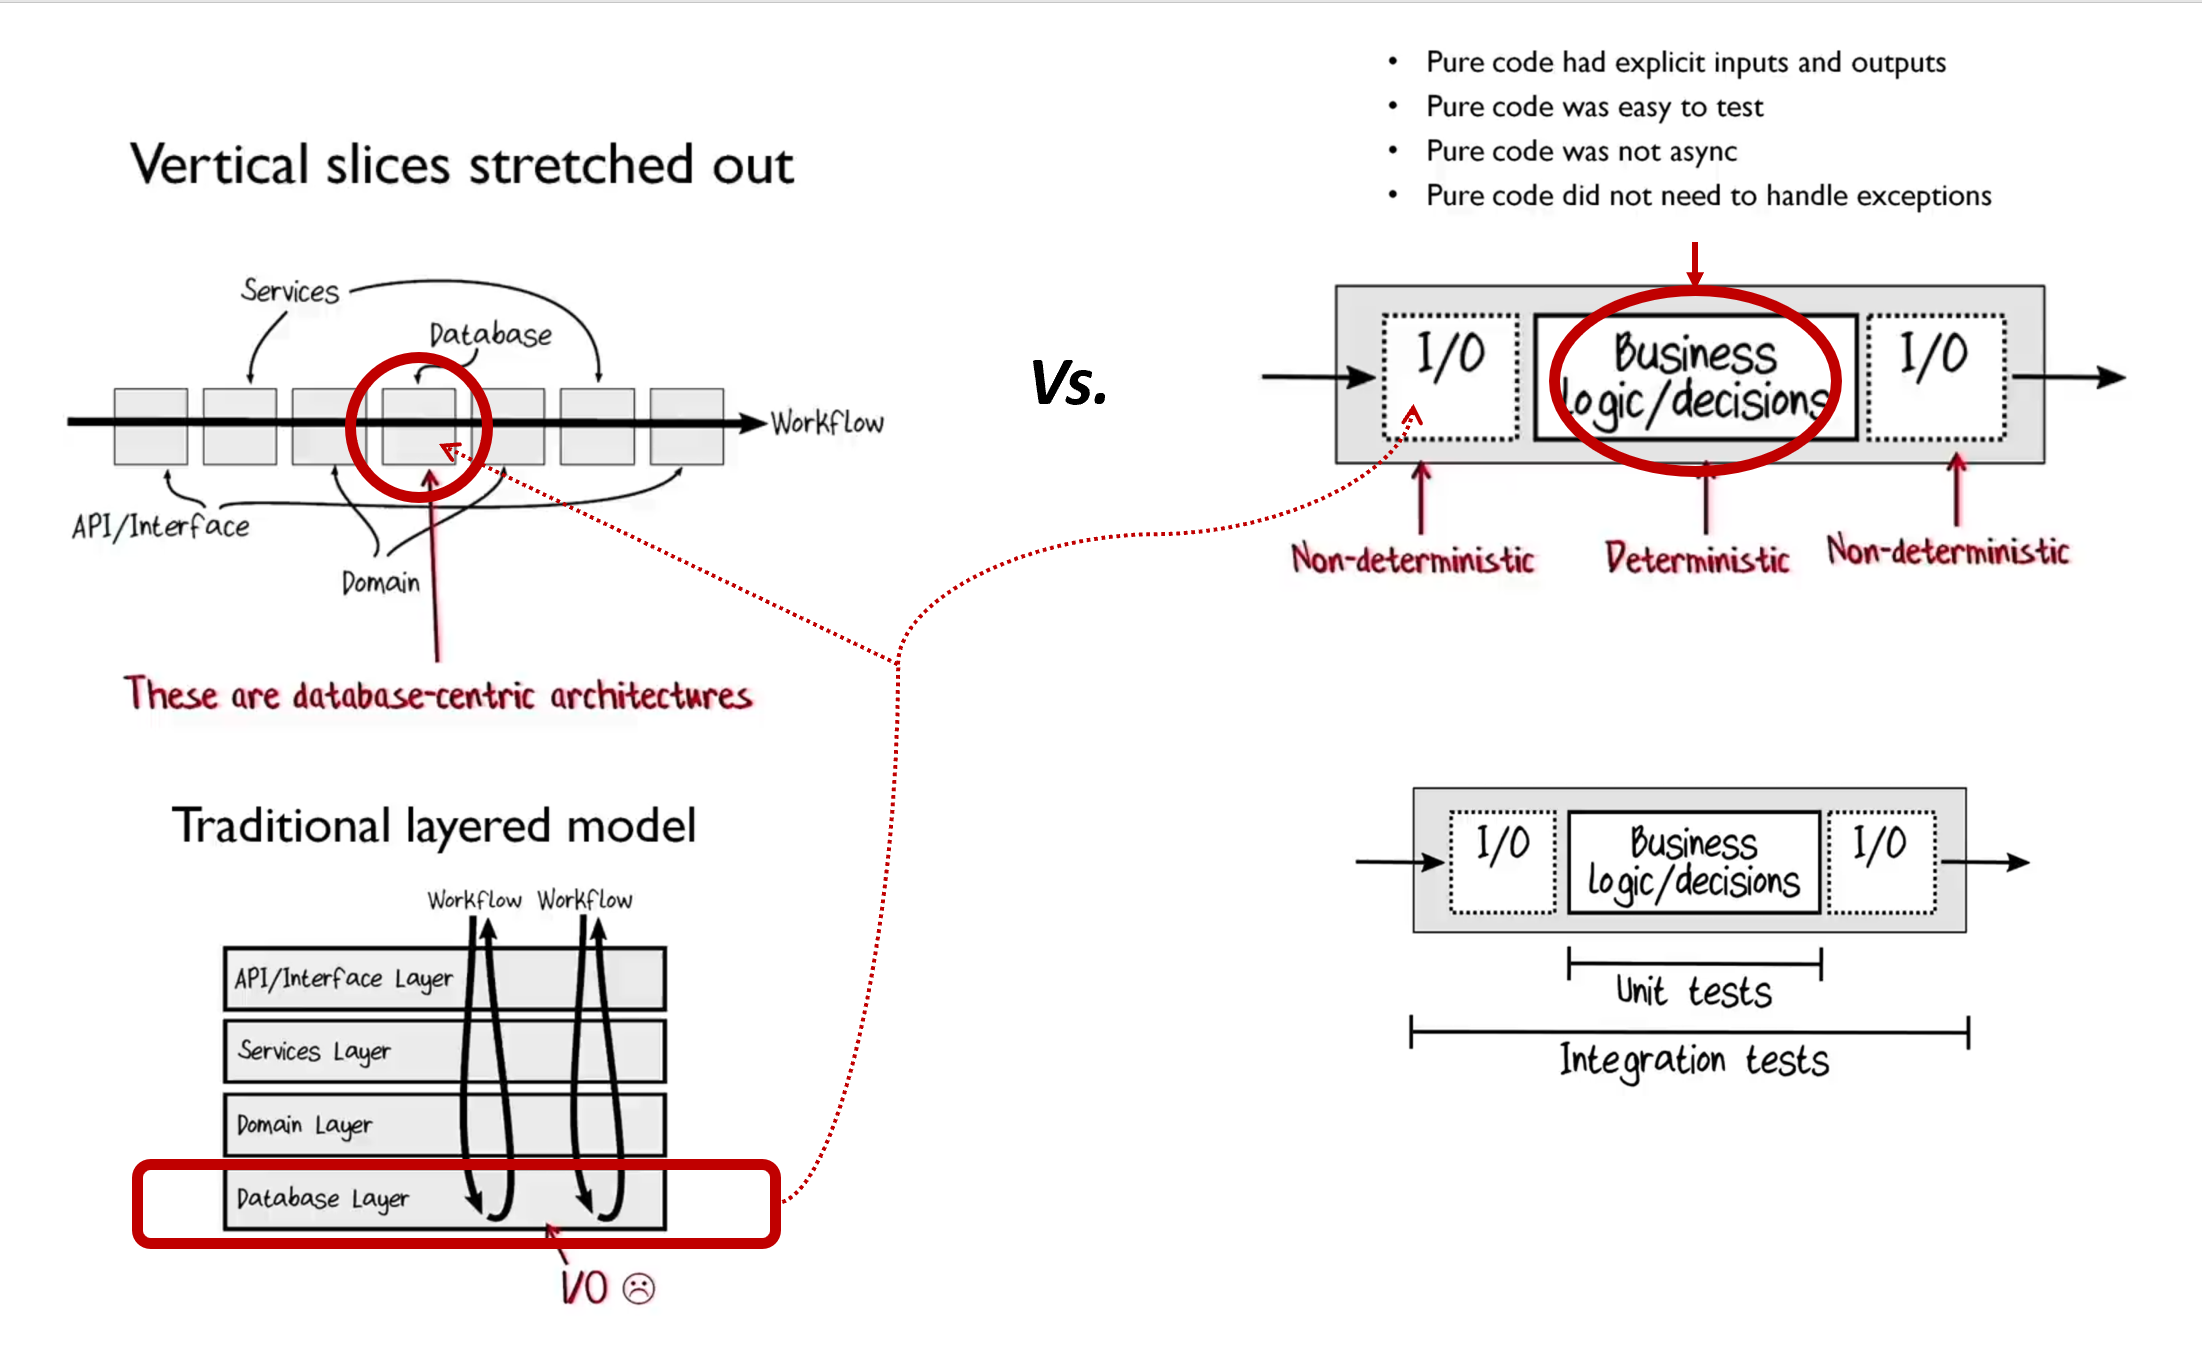 Vertical slices stretched out
Services
Database
Workflow
API/Interface
Domain
These are database-centric architectures
Traditional layered model
Workflow Workflow
API/Interface Layer
Services Layer
Domain Layer
Database Layer
I/O ☹
Vs.
• Pure code had explicit inputs and outputs
• Pure code was easy to test
• Pure code was not async
• Pure code did not need to handle exceptions
I/O
Business
Logic/decisions
I/O
Non-deterministic
Deterministic
Non-deterministic
I/O
Business
Logic/decisions
I/O
Unit tests
Integration tests